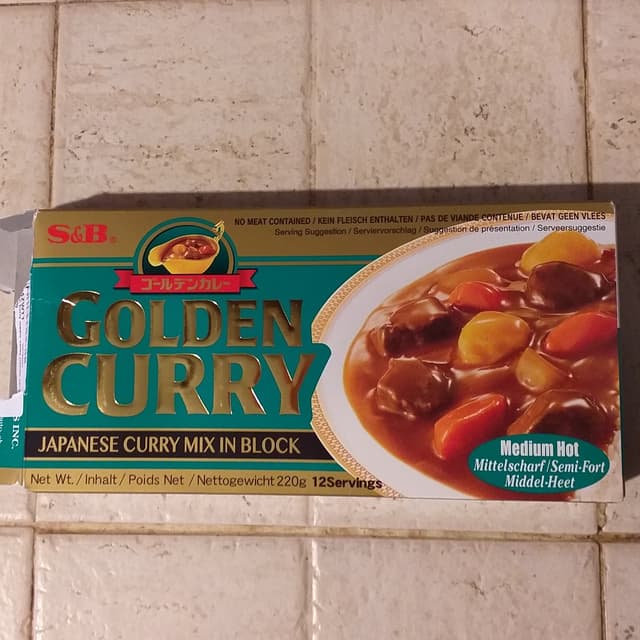 S&B®
NO MEAT CONTAINED / KEIN FLEISCH ENTHALTEN / PAS DE VIANDE CONTENUE / BEVAT GEEN VLEES
Serving Suggestion / Serviervorschlag / Suggestion de présentation / Serveersuggestie
ゴールデンカレー
GOLDEN
CURRY
JAPANESE CURRY MIX IN BLOCK
Net Wt. / Inhalt / Poids Net / Nettogewicht 220g 12Servings
Medium Hot
Mittelscharf/Semi-Fort
Middel-Heet
S INC.